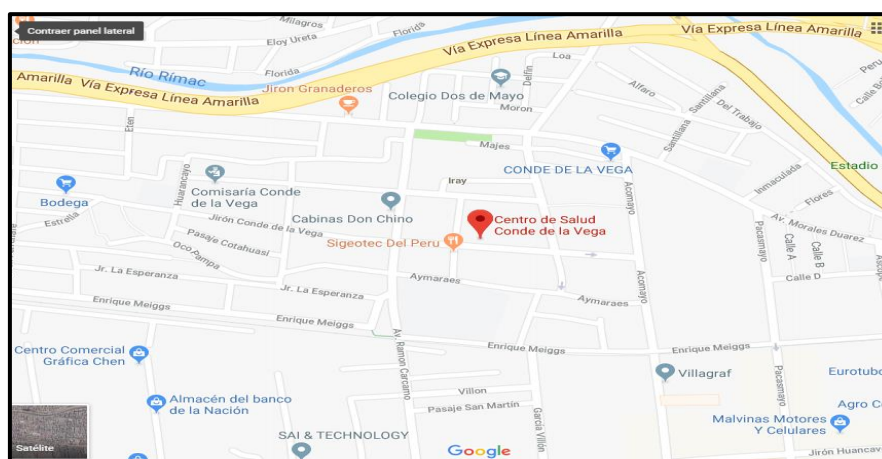 Milagros
Florida
Contraer panel lateral
Vía Expresa Línea Amarilla
Eloy Ureta
Vía Expresa Línea Amarilla
Loa
Florida
Río Rímac
Delfín
Peru
Amarilla
Vía Expresa Línea Amarilla
Jiron Granaderos
Colegio Dos de Mayo
Alfaro
Santillana
Moron
Del Trabajo
Eten
Santillana
Majes
CONDE DE LA VEGA
Estadio
Huarancayo
Comisaría Conde
de la Vega
Iray
Inmaculada
Acomayo
Bodega
Flores
Estrella
Cabinas Don Chino
Centro de Salud
Conde de la Vega
Jirón Conde de la Vega
Av. Morales Duarez
Pasaje Cotahuasi
Sigeotec Del Peru
Pacasmayo
Calle A
Calle B
Oco Pampa
Jr. La Esperanza
Aymaraes
Acomayo
Calle D
Jr. La Esperanza
Aymaraes
Enrique Meiggs
Enrique Meiggs
Enrique Meiggs
Enrique Meiggs
Centro Comercial
Gráfica Chen
Av. Ramon Carcamo
Villagraf
Pacasmayo
Eurotubo
Villon
Almacén del banco
de la Nación
Pasaje San Martín
García Villón
Malvinas Motores
Y Celulares
SAI & TECHNOLOGY
Satélite
Google
Jirón Huancav